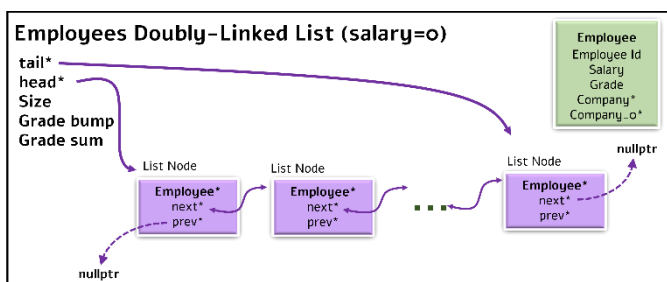 Employees Doubly-Linked List (salary=0)
tail*
head*
Size
Grade bump
Grade sum
Employee
Employee Id
Salary
Grade
Company*
Company_0*
nullptr
List Node
Employee*
next*
prev*
List Node
Employee*
next*
prev*
...
List Node
Employee*
next*
prev*
nullptr